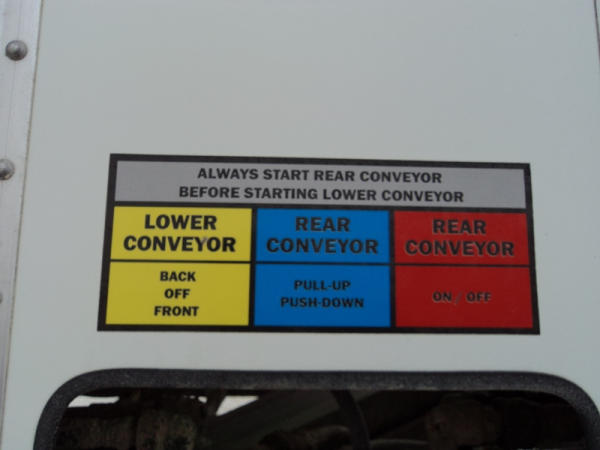 ALWAYS START REAR CONVEYOR
BEFORE STARTING LOWER CONVEYOR
LOWER
CONVEYOR
BACK
OFF
FRONT
REAR
CONVEYOR
PULL-UP
PUSH-DOWN
REAR
CONVEYOR
ON/OFF